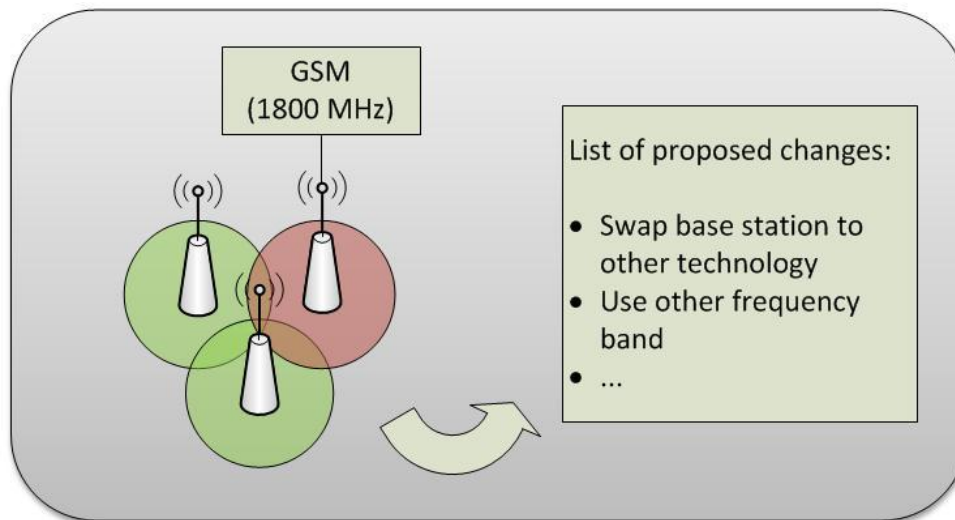 GSM
(1800 MHz)
List of proposed changes:
• Swap base station to
other technology
• Use other frequency
band
• ...